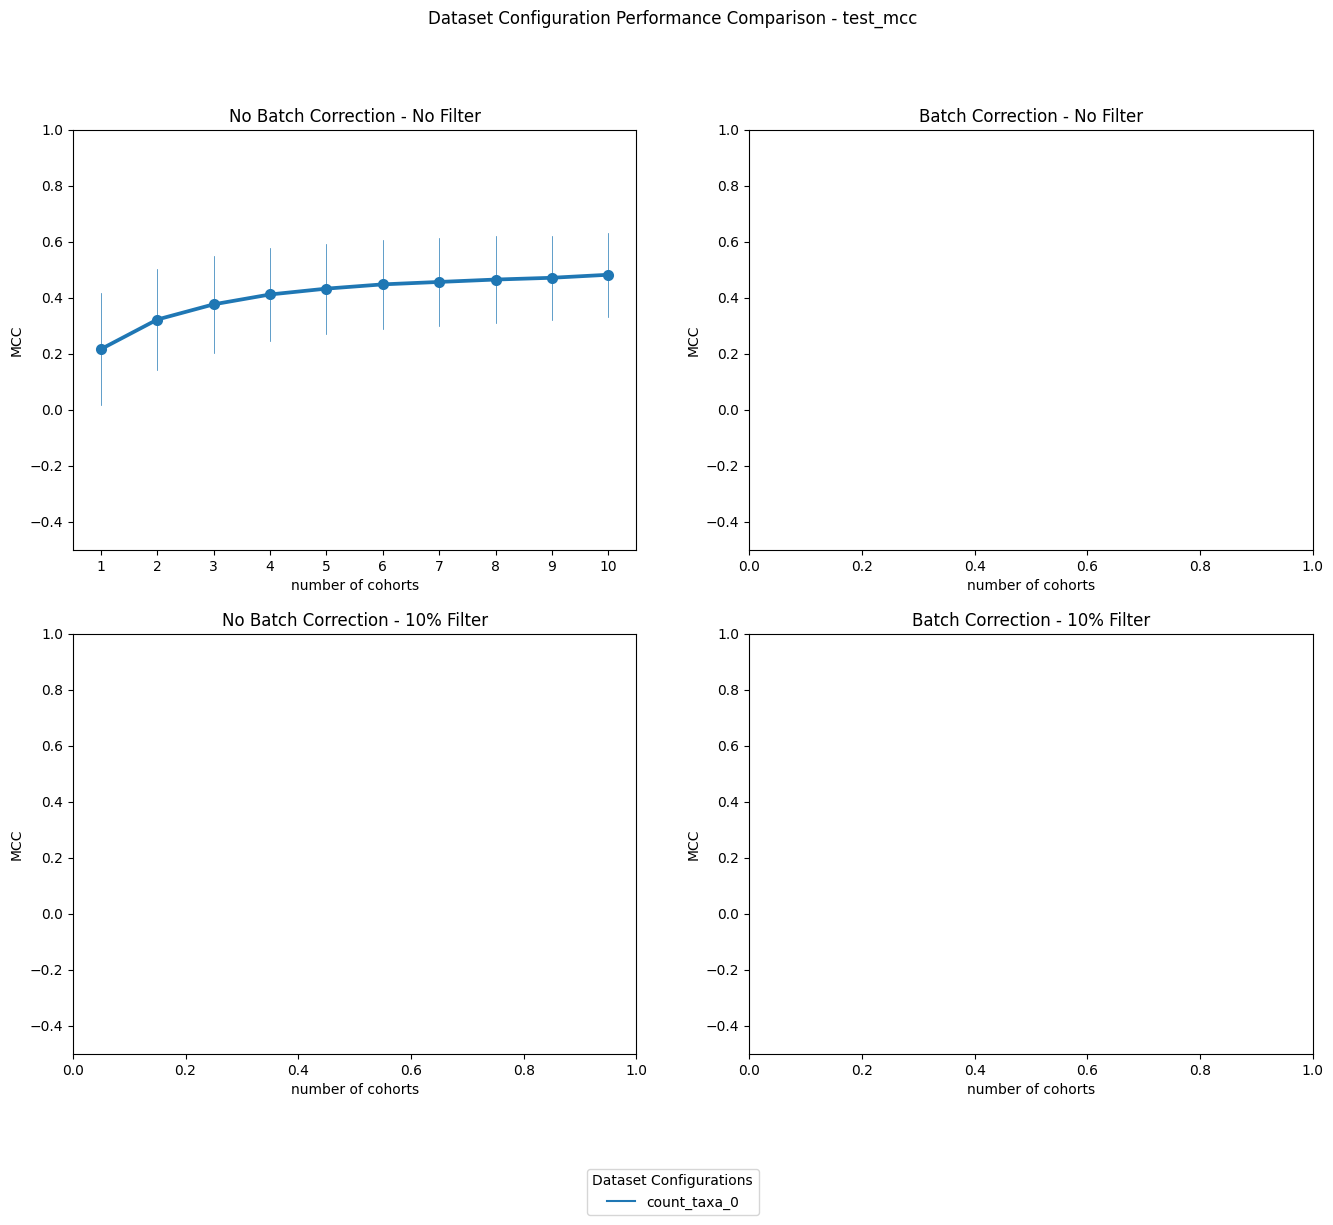 Dataset Configuration Performance Comparison - test_mcc
No Batch Correction - No Filter
1.0
0.8
0.6
0.4
0.2
0.0
−0.2
−0.4
MCC
1 2 3 4 5 6 7 8 9 10
number of cohorts
Batch Correction - No Filter
1.0
0.8
0.6
0.4
0.2
0.0
−0.2
−0.4
MCC
0.0 0.2 0.4 0.6 0.8 1.0
number of cohorts
No Batch Correction - 10% Filter
1.0
0.8
0.6
0.4
0.2
0.0
−0.2
−0.4
MCC
0.0 0.2 0.4 0.6 0.8 1.0
number of cohorts
Batch Correction - 10% Filter
1.0
0.8
0.6
0.4
0.2
0.0
−0.2
−0.4
MCC
0.0 0.2 0.4 0.6 0.8 1.0
number of cohorts
Dataset Configurations
count_taxa_0